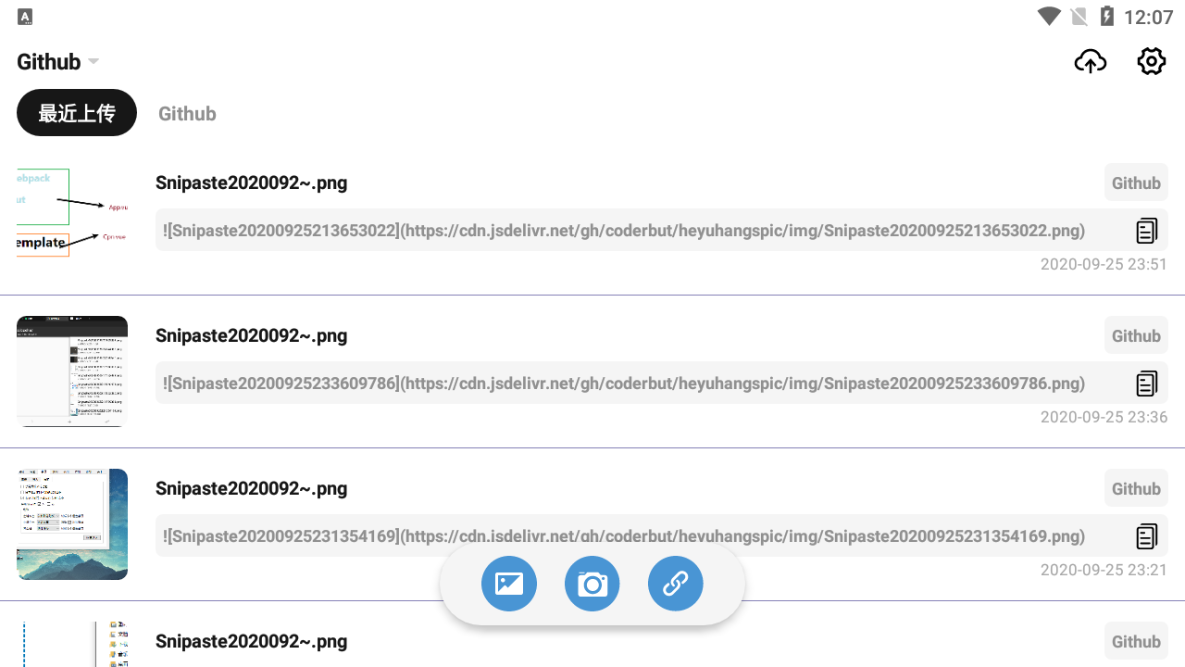 A
12:07
Github
最近上传
Github
ebpack
ut
emplate
Snipaste2020092~.png
Github
![Snipaste20200925213653022](https://cdn.jsdelivr.net/gh/coderbut/heyuhangspic/img/Snipaste20200925213653022.png)
2020-09-25 23:51
Snipaste2020092~.png
Github
![Snipaste20200925233609786](https://cdn.jsdelivr.net/gh/coderbut/heyuhangspic/img/Snipaste20200925233609786.png)
2020-09-25 23:36
Snipaste2020092~.png
Github
![Snipaste20200925231354169](https://cdn.jsdelivr.net/gh/coderbut/heyuhangspic/img/Snipaste20200925231354169.png)
2020-09-25 23:21
Snipaste2020092~.png
Github